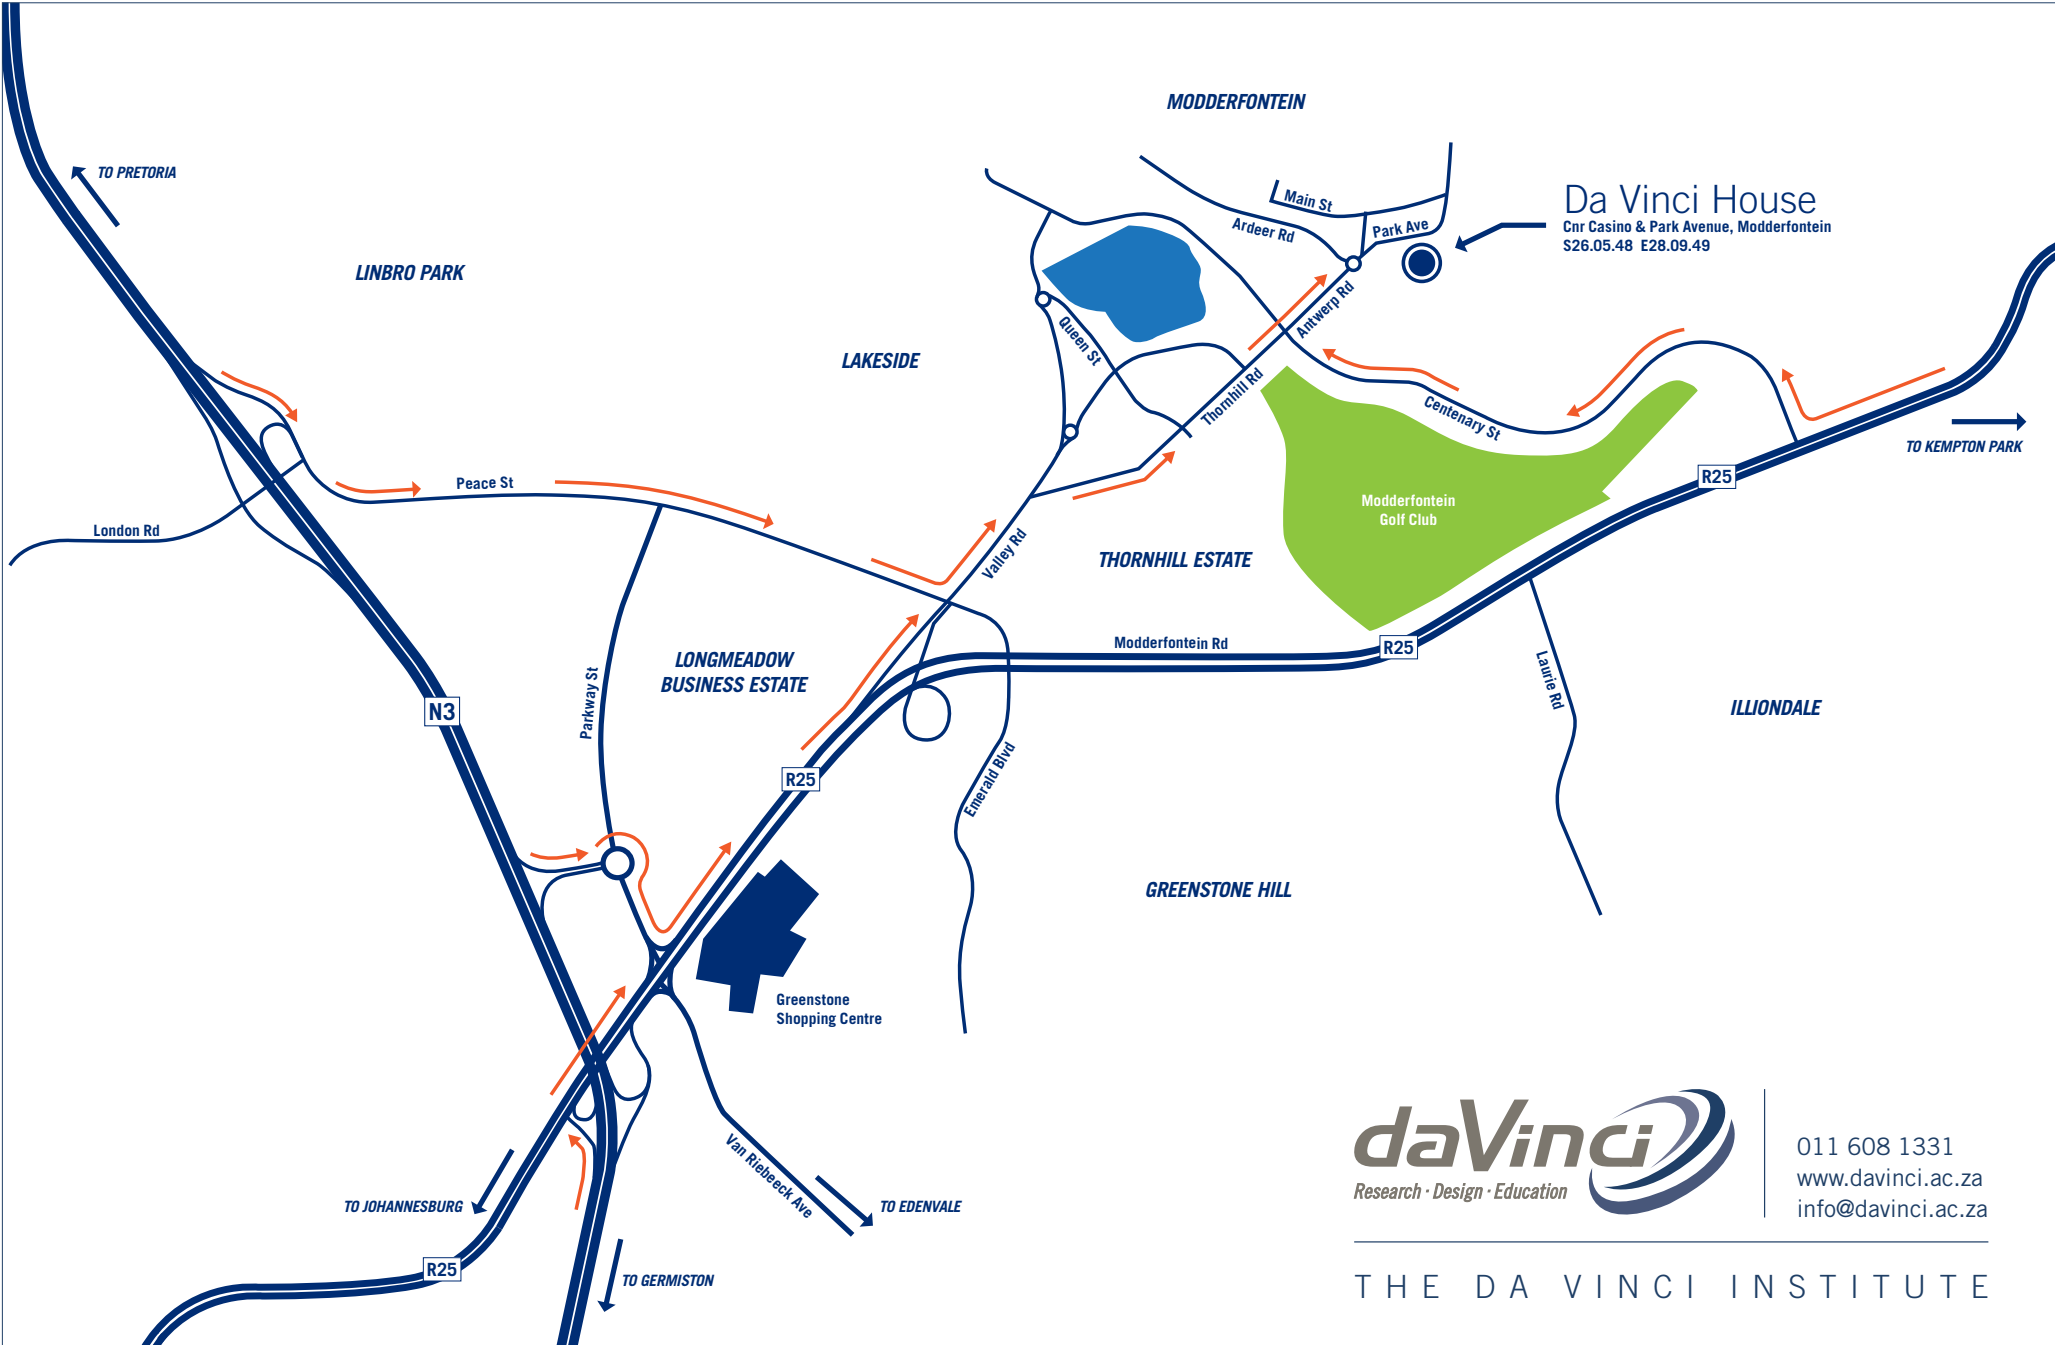 MODDERFONTEIN
TO PRETORIA
Main St
Da Vinci House
Cnr Casino & Park Avenue, Modderfontein
S26.05.48 E28.09.49
Ardeer Rd
Park Ave
LINBRO PARK
Antwerp Rd
Queen St
LAKESIDE
Thornhill Rd
Centenary St
TO KEMPTON PARK
R25
Peace St
Modderfontein
Golf Club
London Rd
Valley Rd
THORNHILL ESTATE
Modderfontein Rd
R25
LONGMEADOW
BUSINESS ESTATE
Laurie Rd
Parkway St
N3
ILLIONDALE
R25
Emerald Blvd
GREENSTONE HILL
Greenstone
Shopping Centre
Van Riebeeck Ave
TO JOHANNESBURG
TO EDENVALE
R25
TO GERMISTON
daVinci
Research · Design · Education
011 608 1331
www.davinci.ac.za
info@davinci.ac.za
THE DA VINCI INSTITUTE